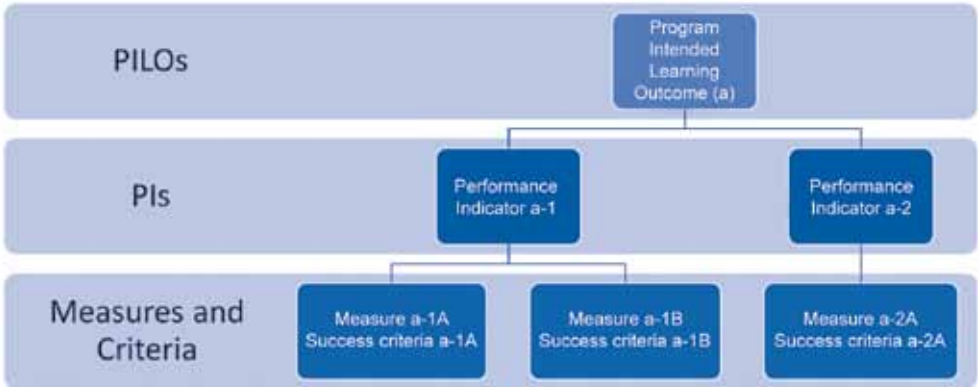 PILOs
Program
Intended
Learning
Outcome (a)
PIs
Performance
Indicator a-1
Performance
Indicator a-2
Measures and
Criteria
Measure a-1A
Success criteria a-1A
Measure a-1B
Success criteria a-1B
Measure a-2A
Success criteria a-2A